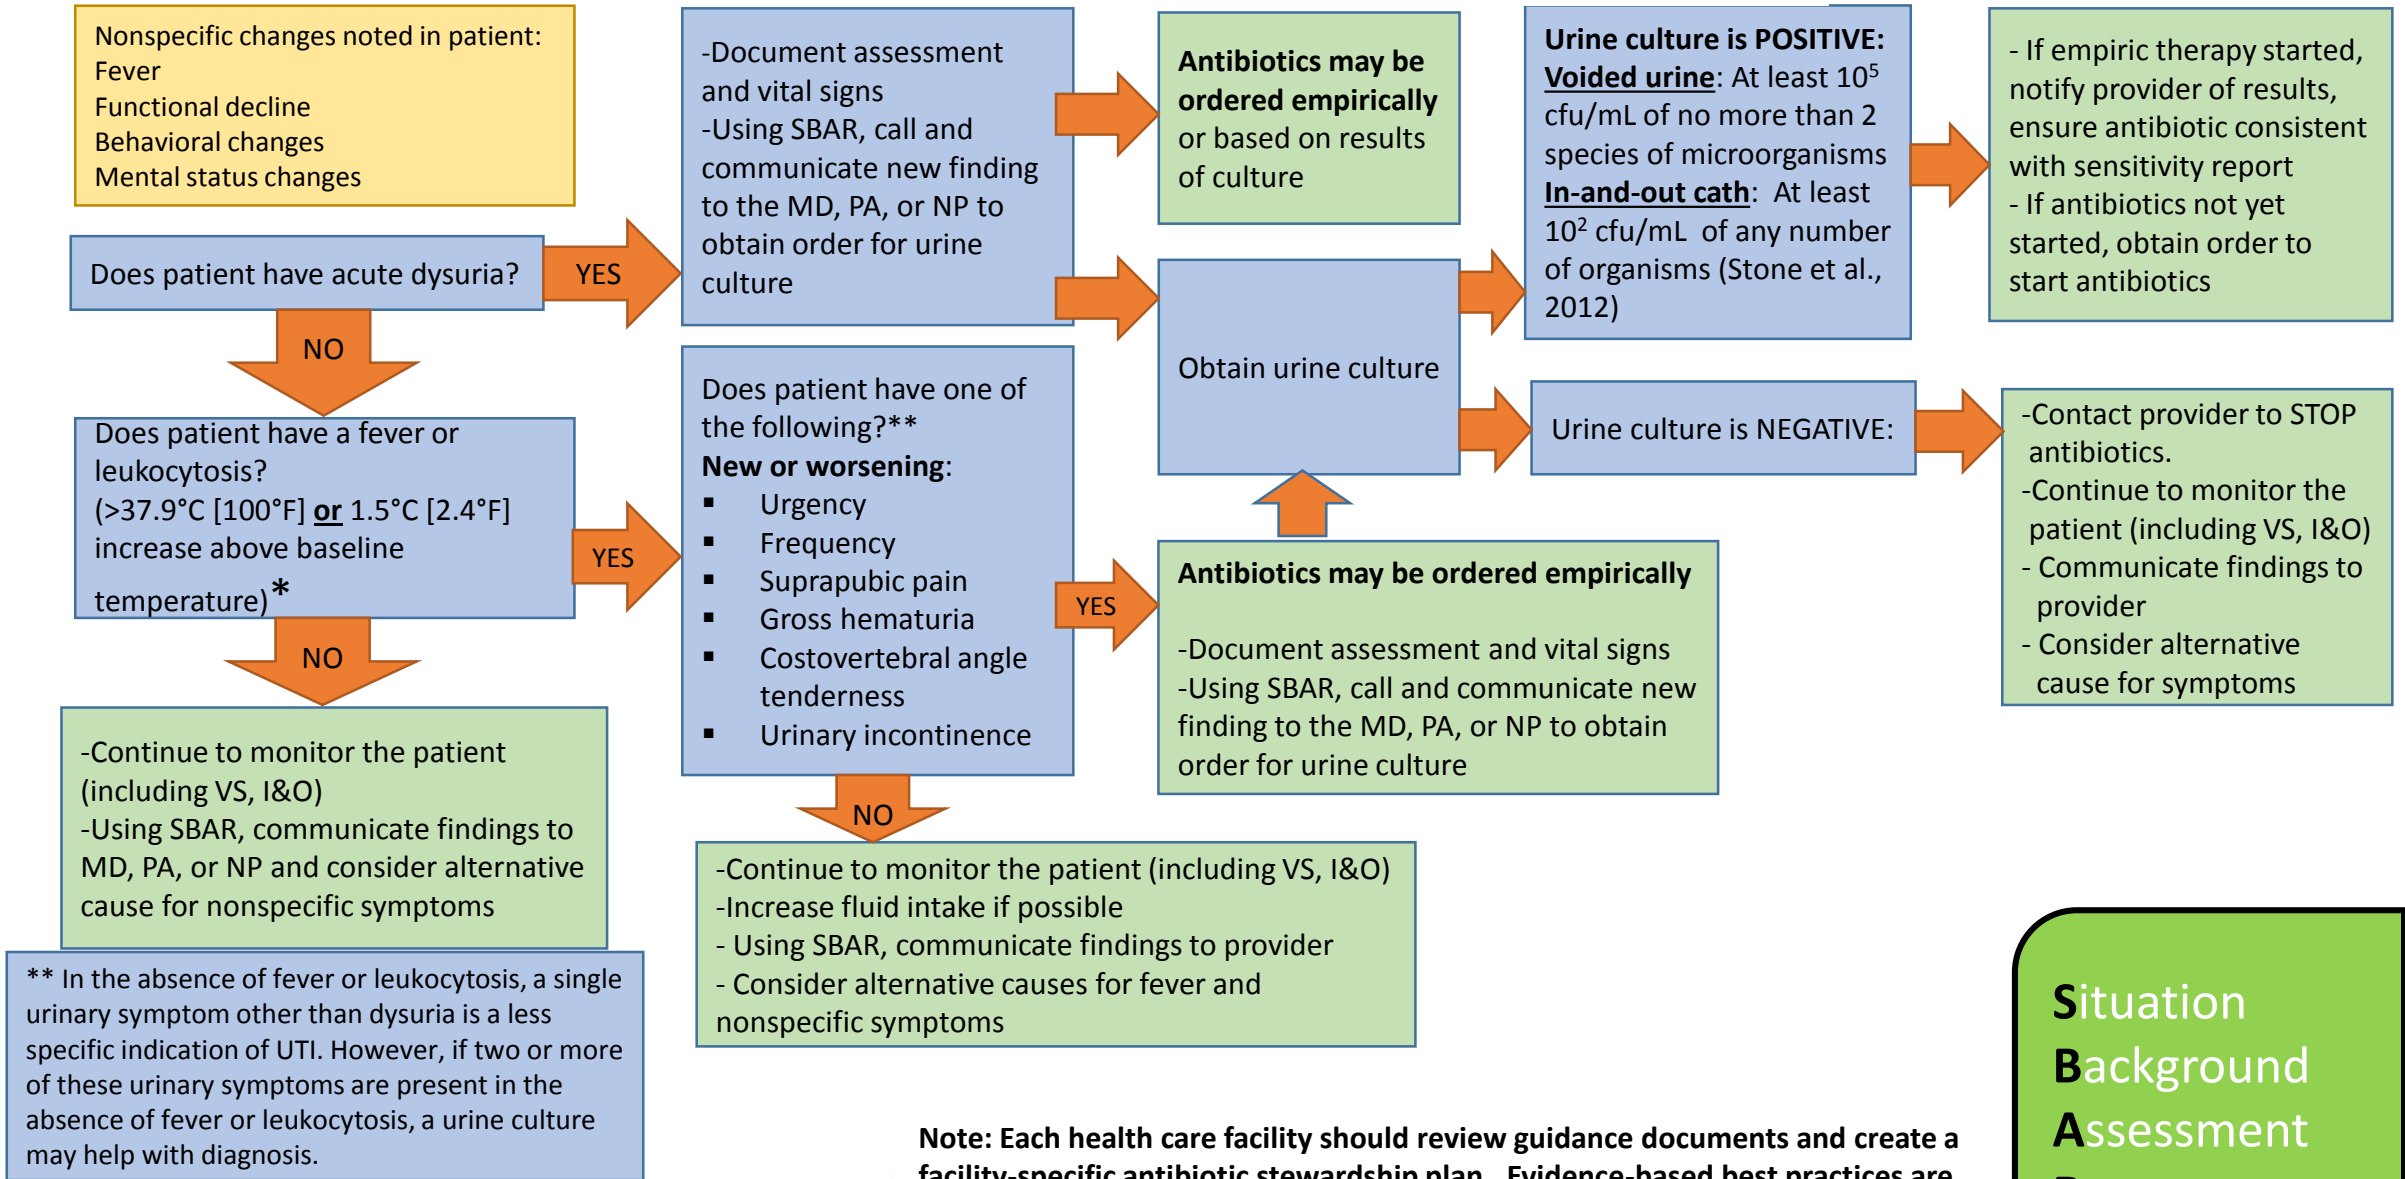 Nonspecific changes noted in patient:
Fever
Functional decline
Behavioral changes
Mental status changes
Does patient have acute dysuria?
YES
NO
-Document assessment
and vital signs
-Using SBAR, call and
communicate new finding
to the MD, PA, or NP to
obtain order for urine
culture
Antibiotics may be
ordered empirically
or based on results
of culture
Obtain urine culture
Urine culture is POSITIVE:
Voided urine: At least 10⁵
cfu/mL of no more than 2
species of microorganisms
In-and-out cath:  At least
10² cfu/mL  of any number
of organisms (Stone et al.,
2012)
- If empiric therapy started,
notify provider of results,
ensure antibiotic consistent
with sensitivity report
- If antibiotics not yet
started, obtain order to
start antibiotics
Urine culture is NEGATIVE:
-Contact provider to STOP
antibiotics.
-Continue to monitor the
patient (including VS, I&O)
- Communicate findings to
provider
- Consider alternative
cause for symptoms
Does patient have a fever or
leukocytosis?
(>37.9°C [100°F] or 1.5°C [2.4°F]
increase above baseline
temperature)*
YES
NO
Does patient have one of
the following?**
New or worsening:
▪ Urgency
▪ Frequency
▪ Suprapubic pain
▪ Gross hematuria
▪ Costovertebral angle
tenderness
▪ Urinary incontinence
YES
NO
Antibiotics may be ordered empirically
-Document assessment and vital signs
-Using SBAR, call and communicate new
finding to the MD, PA, or NP to obtain
order for urine culture
-Continue to monitor the patient
(including VS, I&O)
-Using SBAR, communicate findings to
MD, PA, or NP and consider alternative
cause for nonspecific symptoms
-Continue to monitor the patient (including VS, I&O)
-Increase fluid intake if possible
- Using SBAR, communicate findings to provider
- Consider alternative causes for fever and
nonspecific symptoms
** In the absence of fever or leukocytosis, a single
urinary symptom other than dysuria is a less
specific indication of UTI. However, if two or more
of these urinary symptoms are present in the
absence of fever or leukocytosis, a urine culture
may help with diagnosis.
Note: Each health care facility should review guidance documents and create a
facility-specific antibiotic stewardship plan.  Evidence-based best practices are
Situation
Background
Assessment